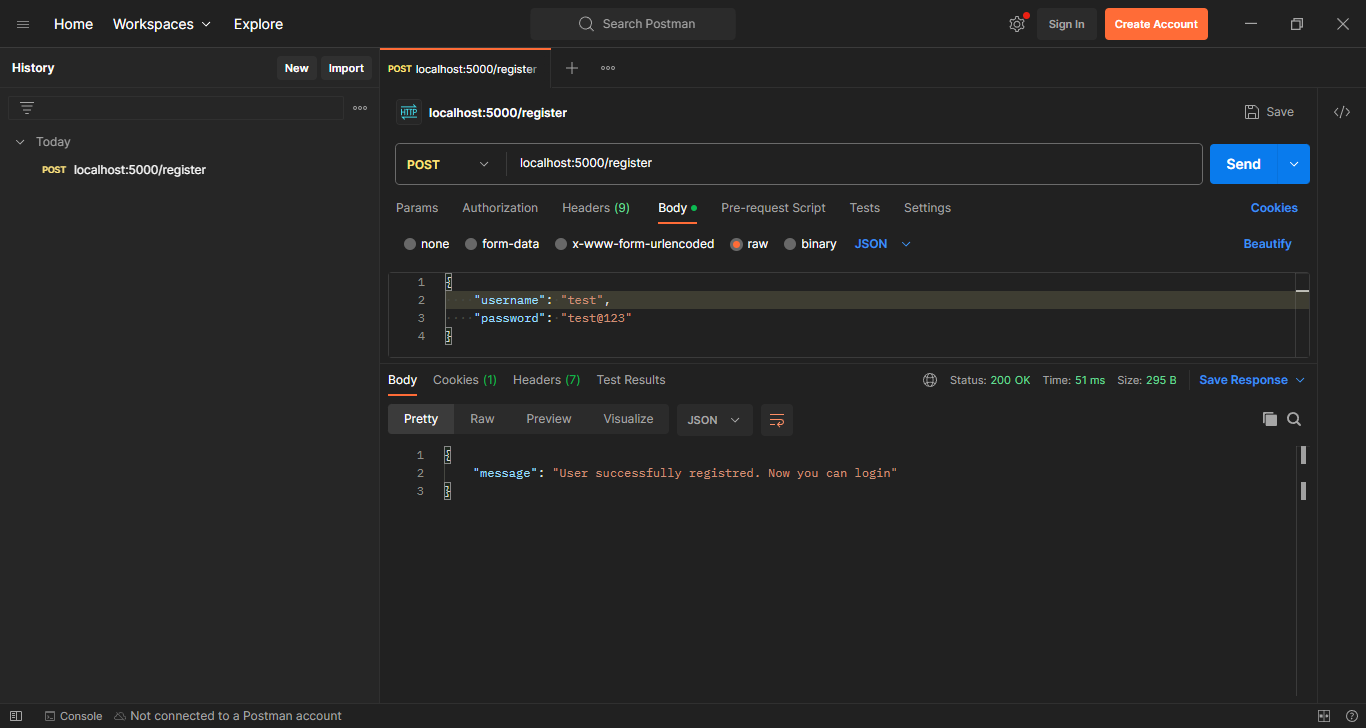 Home Workspaces Explore Search Postman Sign In Create Account
History New Import
POST localhost:5000/register
HTTP localhost:5000/register Save
Today
POST localhost:5000/register
POST localhost:5000/register Send
Params Authorization Headers (9) Body Pre-request Script Tests Settings Cookies
none form-data x-www-form-urlencoded raw binary JSON Beautify
1 {
2 "username": "test",
3 "password": "test@123"
4 }
Body Cookies (1) Headers (7) Test Results Status: 200 OK Time: 51 ms Size: 295 B Save Response
Pretty Raw Preview Visualize JSON
1 {
2 "message": "User successfully registred. Now you can login"
3 }
Console Not connected to a Postman account